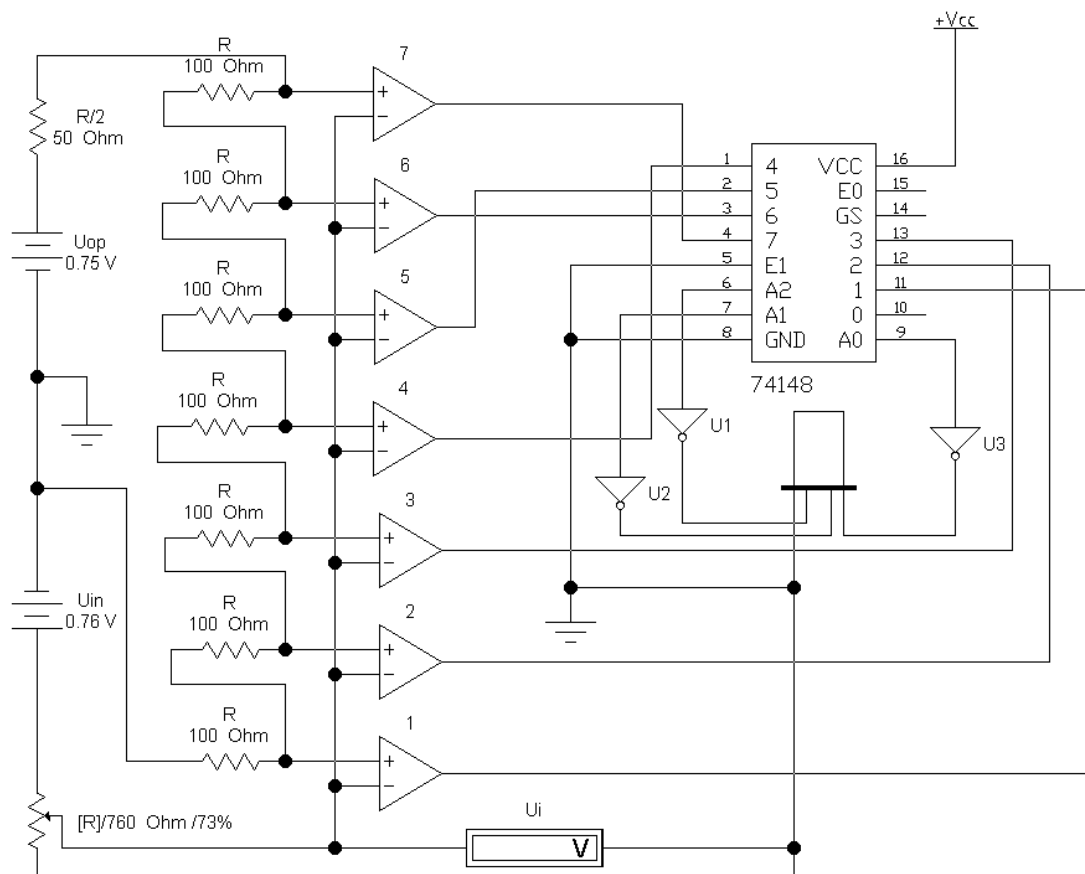 +Vcc
R
100 Ohm
7
R/2
50 Ohm
+
−
R
100 Ohm
6
+
−
Uop
0.75 V
R
100 Ohm
5
+
−
R
100 Ohm
4
+
−
R
100 Ohm
3
+
−
Uin
0.76 V
R
100 Ohm
2
+
−
R
100 Ohm
1
+
−
[R]/760 Ohm /73%
Ui
V
1 4 VCC 16
2 5 E0 15
3 6 GS 14
4 7 3 13
5 E1 2 12
6 A2 1 11
7 A1 0 10
8 GND A0 9
74148
U1
U2
U3